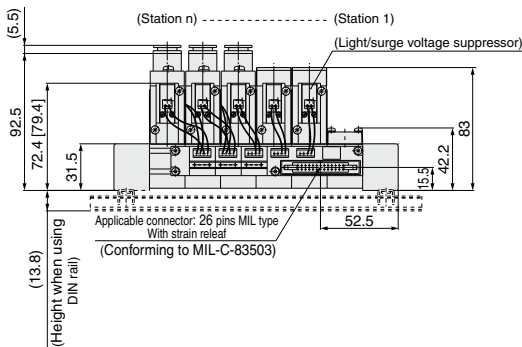 (5.5)
(Station n)
(Station 1)
(Light/surge voltage suppressor)
92.5
72.4 [79.4]
31.5
83
42.2
15.5
Applicable connector: 26 pins MIL type
With strain releaf
52.5
(Conforming to MIL-C-83503)
(13.8)
(Height when using
DIN rail)